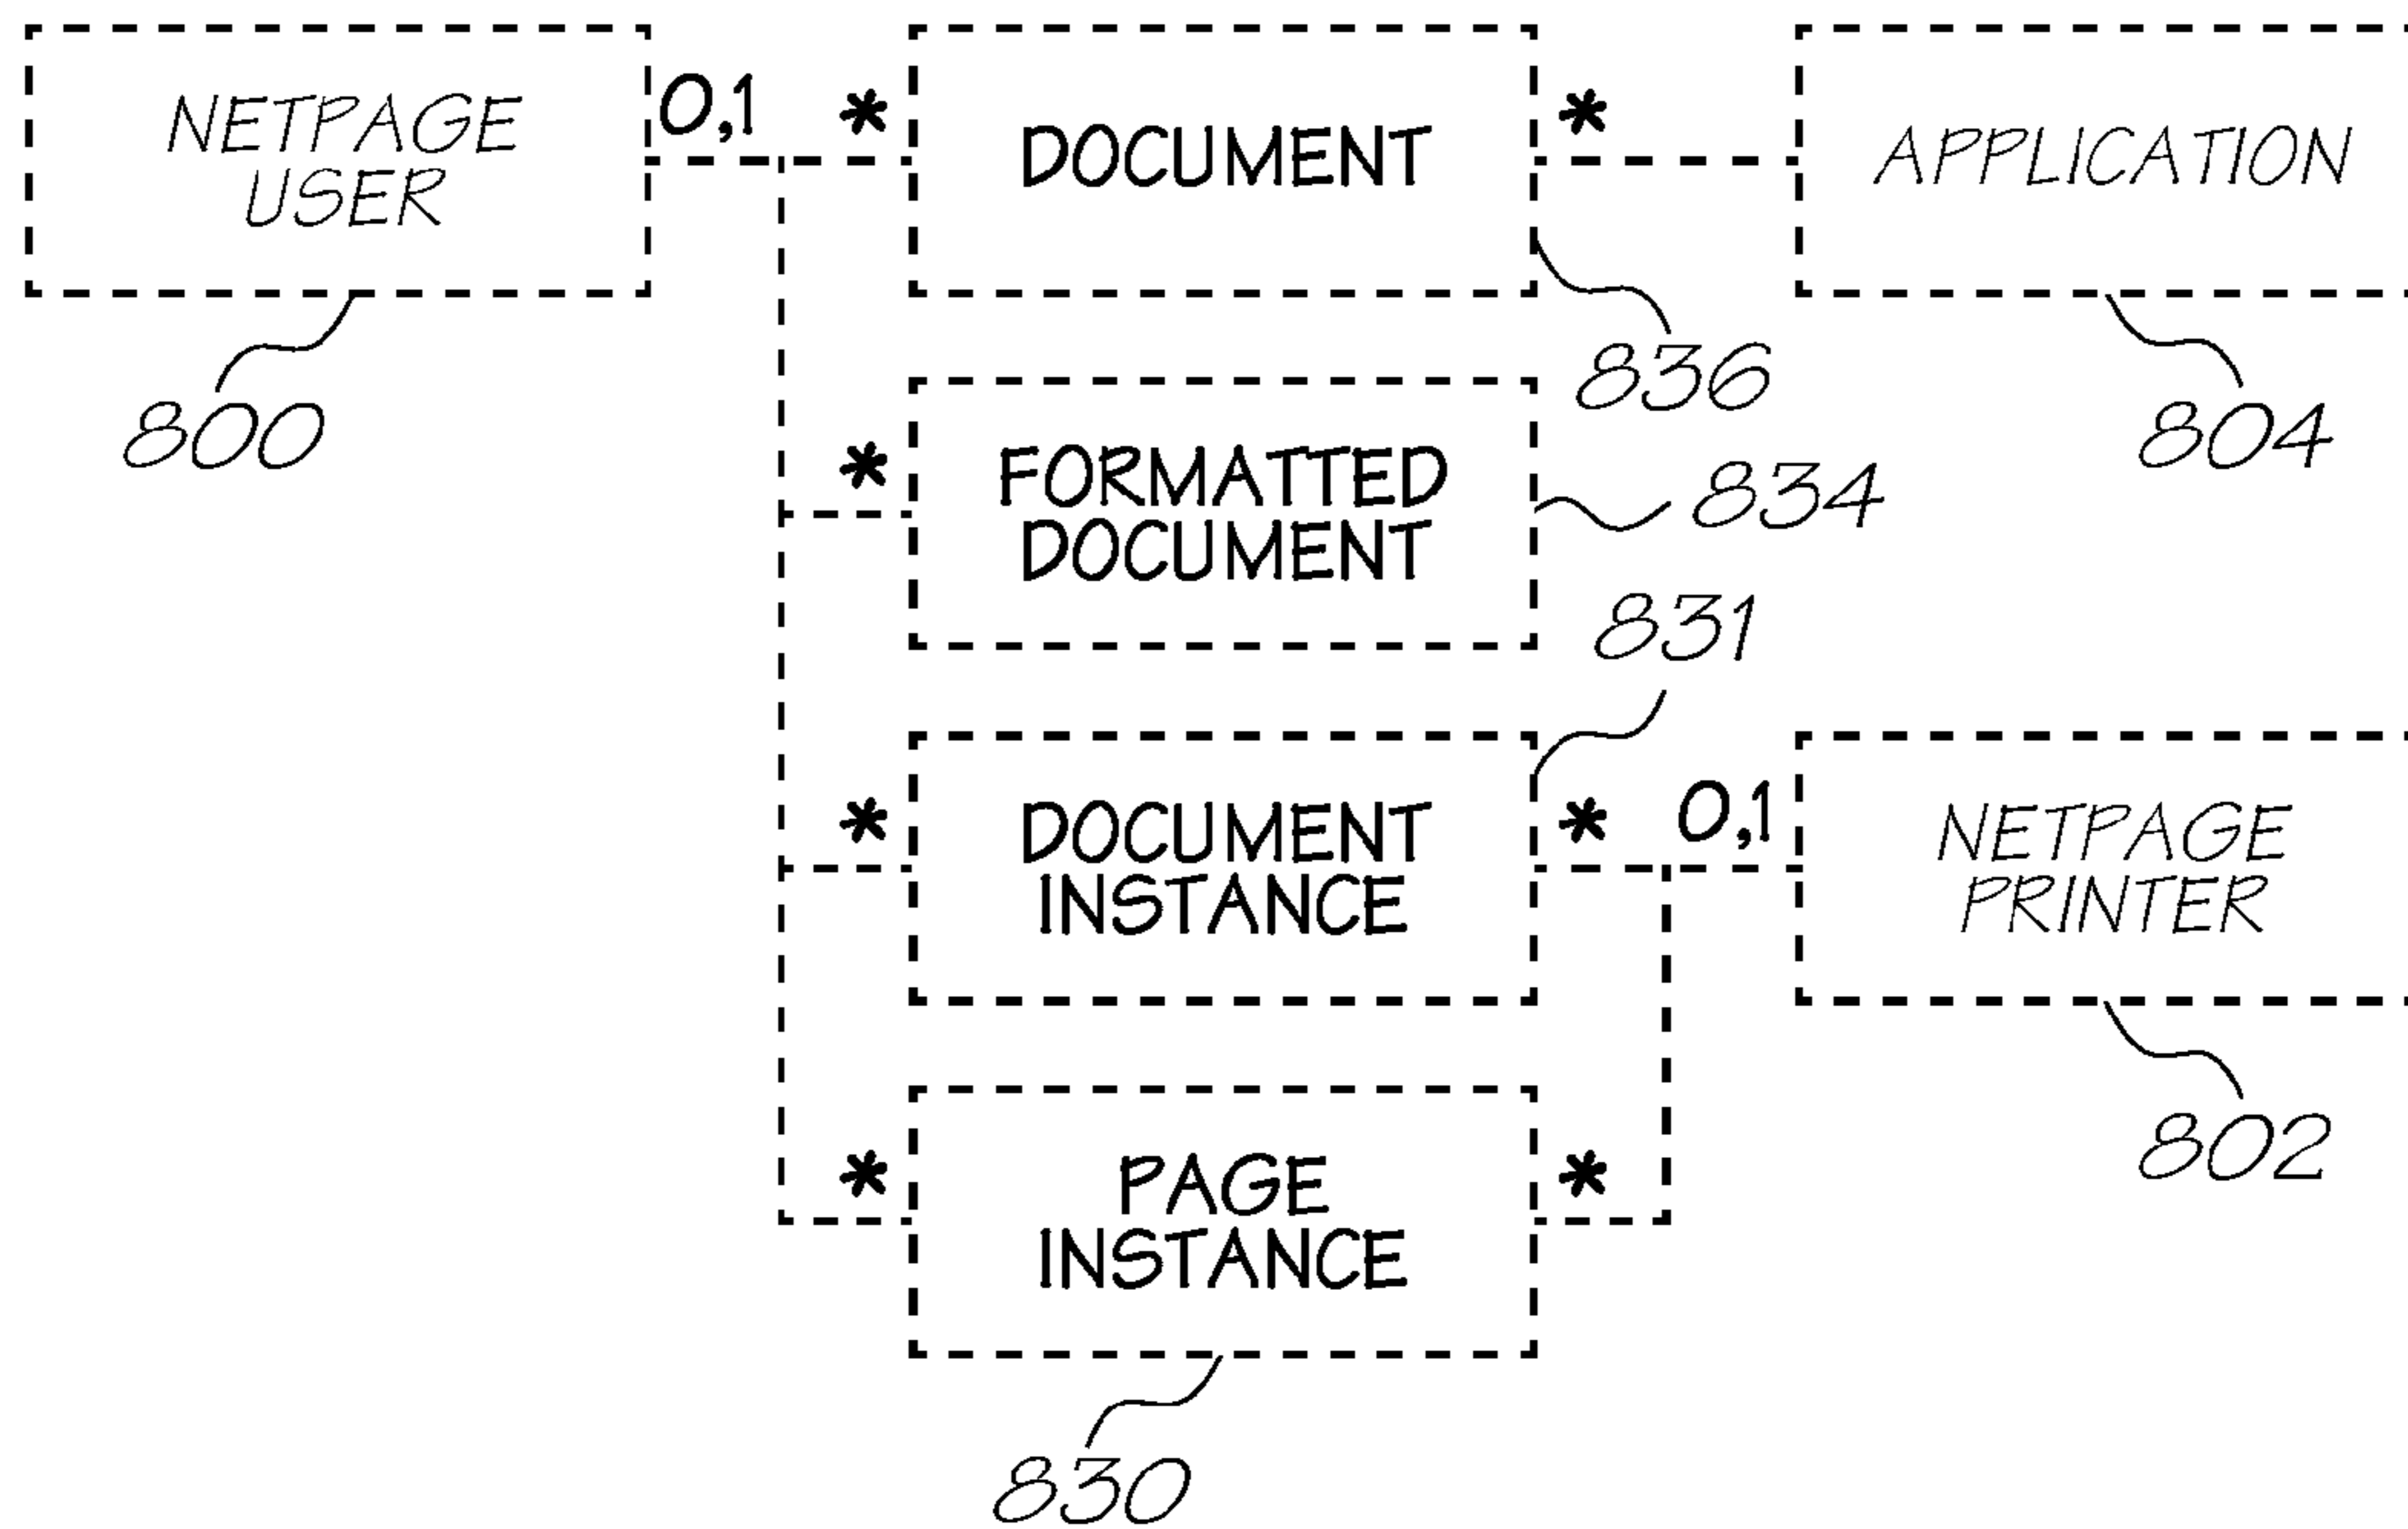 NETPAGE
USER
0,1
*
DOCUMENT
*
APPLICATION
800
836
804
*
FORMATTED
DOCUMENT
834
831
*
DOCUMENT
INSTANCE
*
0,1
NETPAGE
PRINTER
802
*
PAGE
INSTANCE
*
830